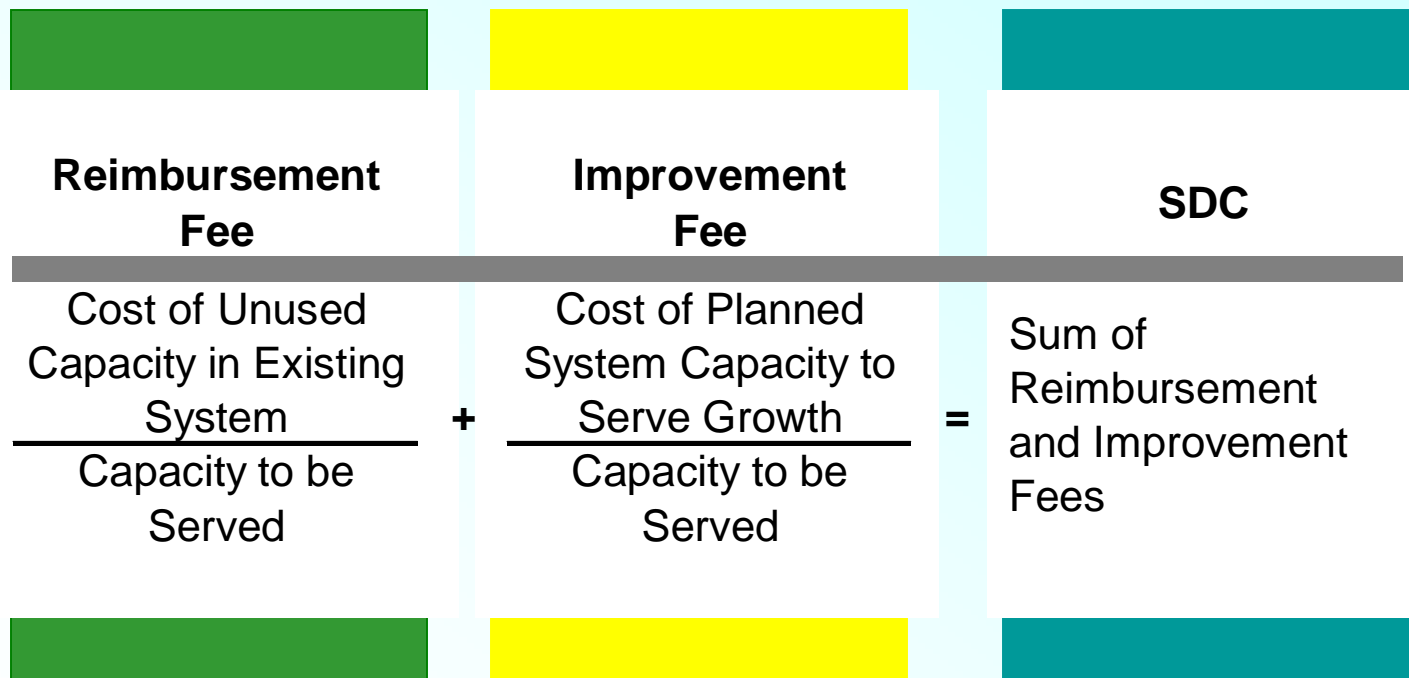 Reimbursement
Fee
Cost of Unused
Capacity in Existing
System
Capacity to be
Served
+
Improvement
Fee
Cost of Planned
System Capacity to
Serve Growth
Capacity to be
Served
=
SDC
Sum of
Reimbursement
and Improvement
Fees